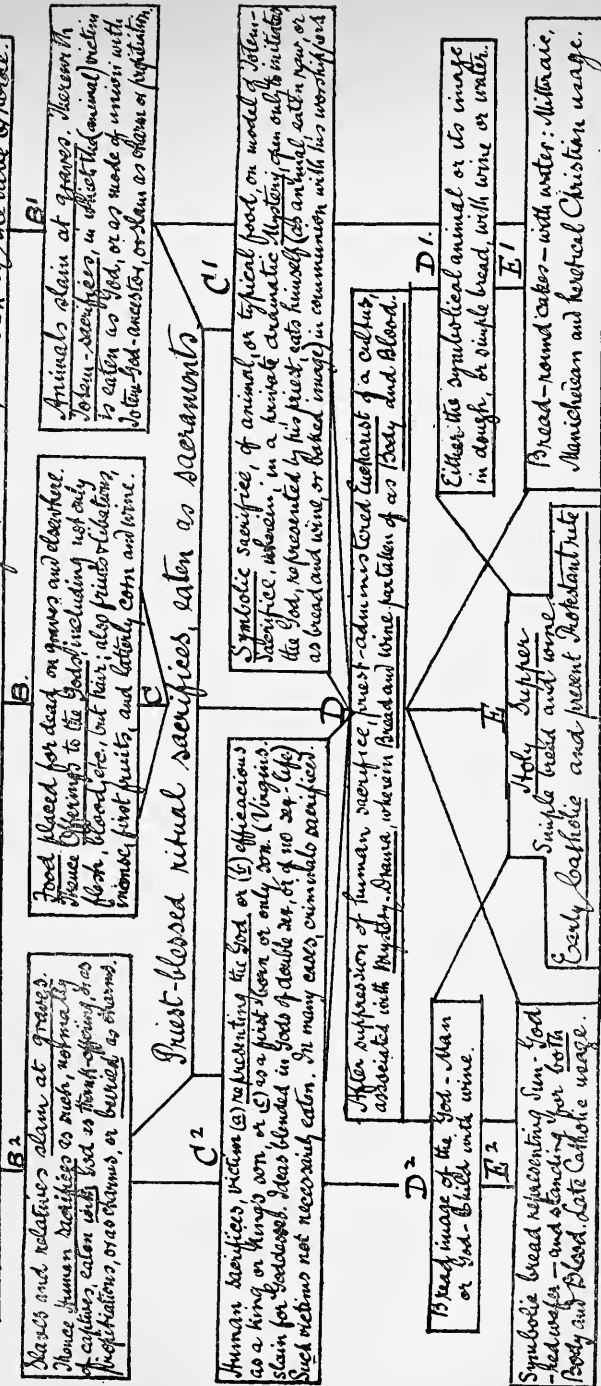 of the tribe or horde.
B2
B.
B1
Slaves and relatives slain at graves.
Thence human sacrifices as such, normally
of captives, eaten with God as thank-offering, or as
propitiations, or as charms, or buried as charms.
Food placed for dead on graves and elsewhere.
Thence Offerings to the Gods, including not only
flesh, blood, etc., but hair; also fruits, libations,
incense, first fruits, and latterly corn and wine.
Animals slain at graves. Therewith
Totem-sacrifices, in which the (animal) victim
is eaten as God, or as mode of union with
Totem-God-ancestor, or slain as charm or propitiation.
C
Priest-blessed ritual sacrifices, eaten as sacraments.
C2
C1
Human sacrifices, victim (a) representing the God or (b) efficacious
as a King or King's son or (c) as a first-born or only son. (Virgins
slain for Goddesses. Ideas blended in Gods of double sex, or of no sex-life)
Such victims not necessarily eaten. In many cases, criminals sacrificed.
Symbolic sacrifice, of animal, or typical food, on model of Totem-
sacrifice, wherein, in a private dramatic Mystery, open only to initiates,
the God, represented by his priest, eats himself (as animal, eaten raw, or
as bread and wine, or baked image) in communion with his worshippers
D
After suppression of human sacrifice, priest-administered Eucharist of a cultus,
associated with Mystery-Drama, wherein Bread and wine partaken of as Body and Blood.
D2
D1.
Bread image of the God-Man
or God-Child with wine.
Either the symbolical animal or its image
in dough, or simple bread, with wine or water.
E2
E
E1
Symbolic bread representing Sun-God
-red wafer - and standing for both
Body and Blood. Late Catholic usage.
Holy Supper
Simple bread and wine
Early Catholic and present Protestant rite
Bread-round cakes-with water: Mithraic,
Manichean and heretical Christian usage.